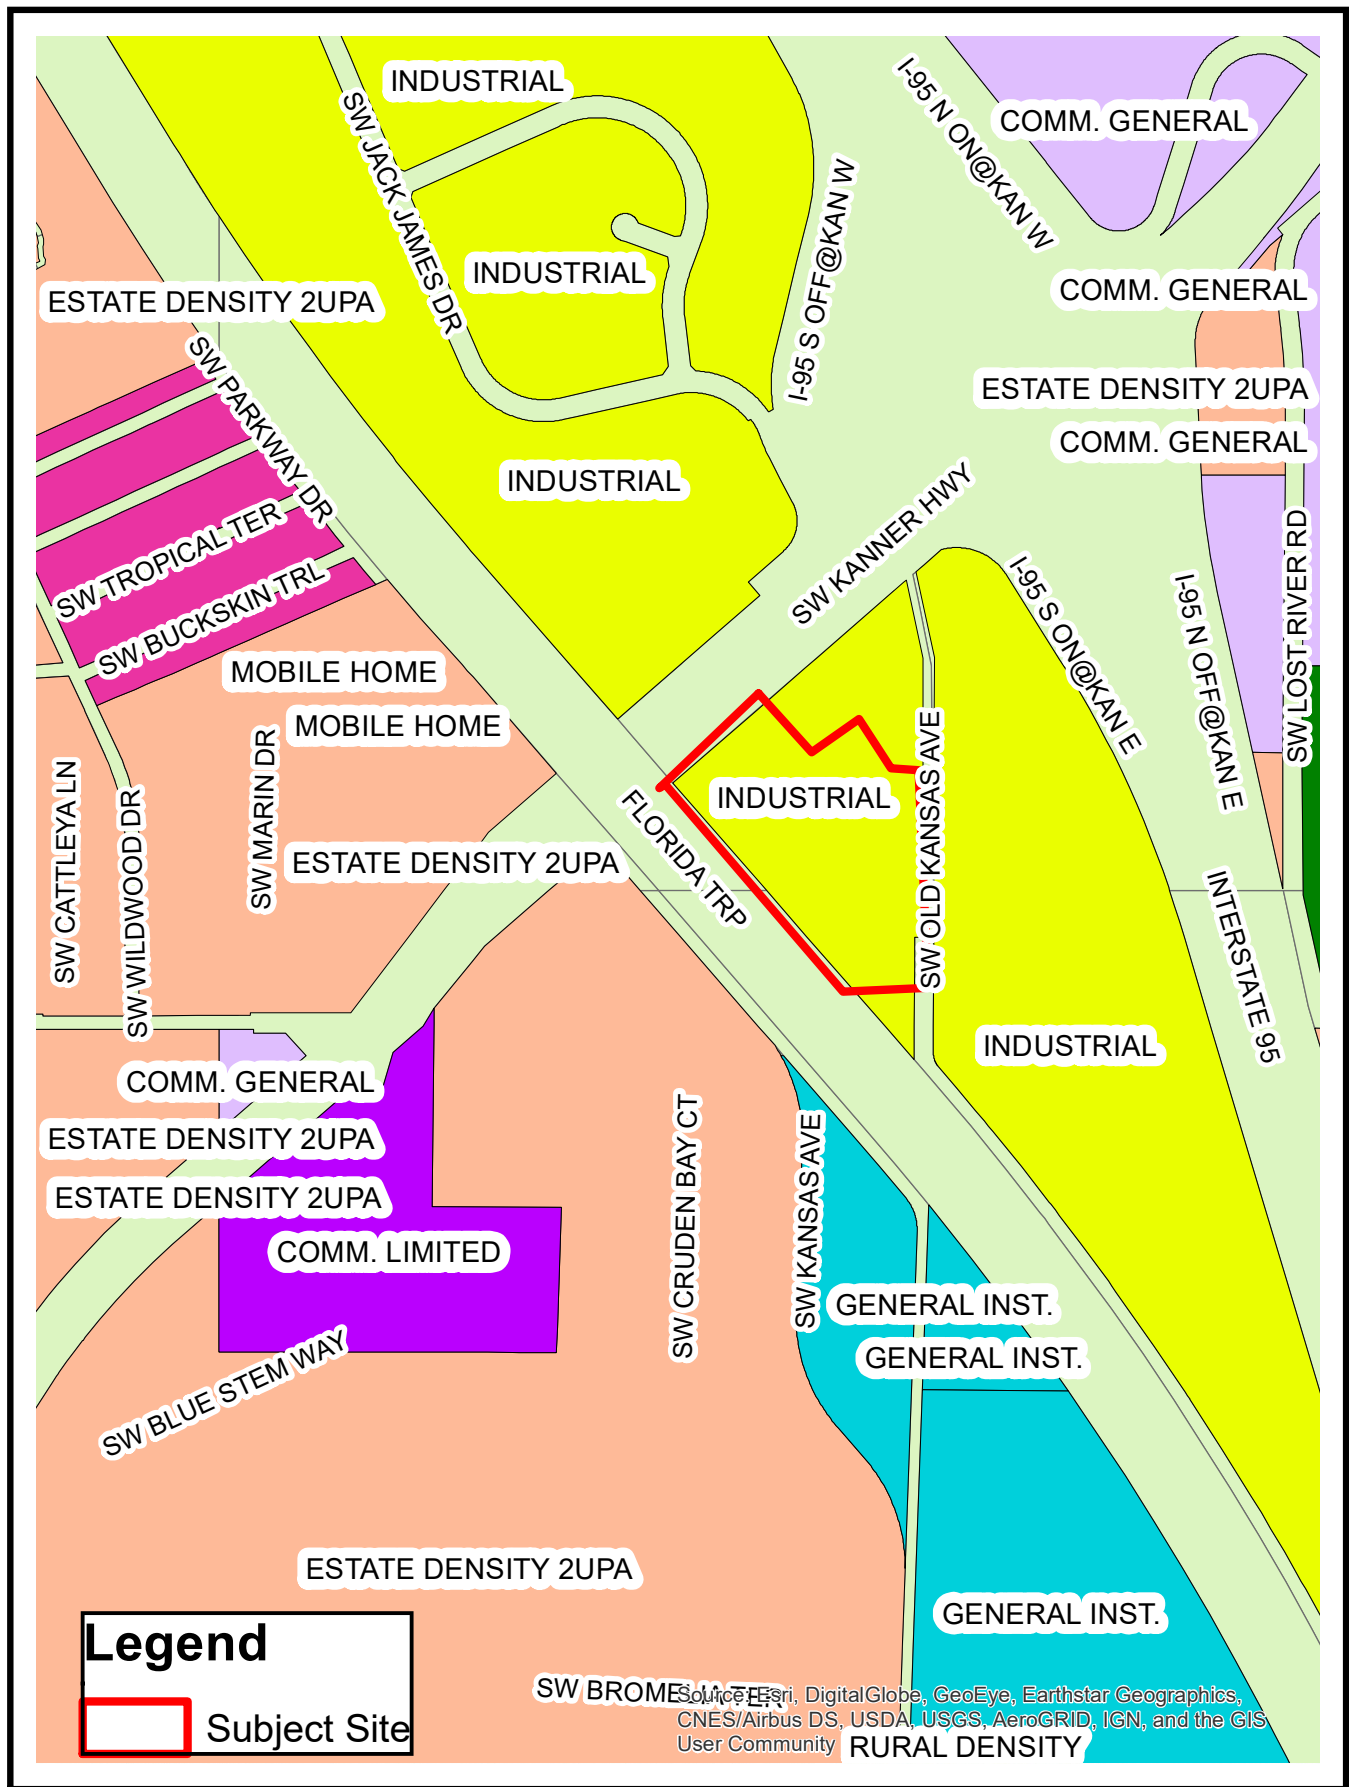 INDUSTRIAL
I-95 N ON@KAN W
COMM. GENERAL
SW JACK JAMES DR
I-95 S OFF@KAN W
INDUSTRIAL
COMM. GENERAL
ESTATE DENSITY 2UPA
SW PARKWAY DR
ESTATE DENSITY 2UPA
COMM. GENERAL
INDUSTRIAL
SW KANNER HWY
SW TROPICAL TER
SW BUCKSKIN TRL
SW LOST RIVER RD
I-95 S ON@KAN E
I-95 N OFF@KAN E
MOBILE HOME
MOBILE HOME
SW OLD KANSAS AVE
SW CATTLEYA LN
SW WILDWOOD DR
SW MARIN DR
INDUSTRIAL
FLORIDA TRP
ESTATE DENSITY 2UPA
INTERSTATE 95
INDUSTRIAL
COMM. GENERAL
ESTATE DENSITY 2UPA
ESTATE DENSITY 2UPA
SW CRUDEN BAY CT
SW KANSAS AVE
COMM. LIMITED
GENERAL INST.
GENERAL INST.
SW BLUE STEM WAY
ESTATE DENSITY 2UPA
GENERAL INST.
Legend
Subject Site
Source: Esri, DigitalGlobe, GeoEye, Earthstar Geographics,
CNES/Airbus DS, USDA, USGS, AeroGRID, IGN, and the GIS
User Community
RURAL DENSITY